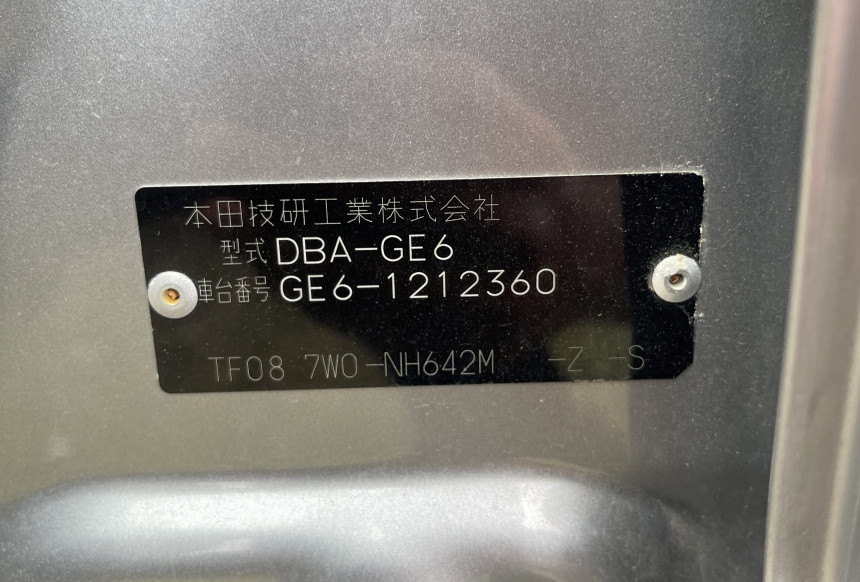 本田技研工業株式会社
型式 DBA-GE6
車台番号 GE6-1212360
TF08 7W0-NH642M -Z -S